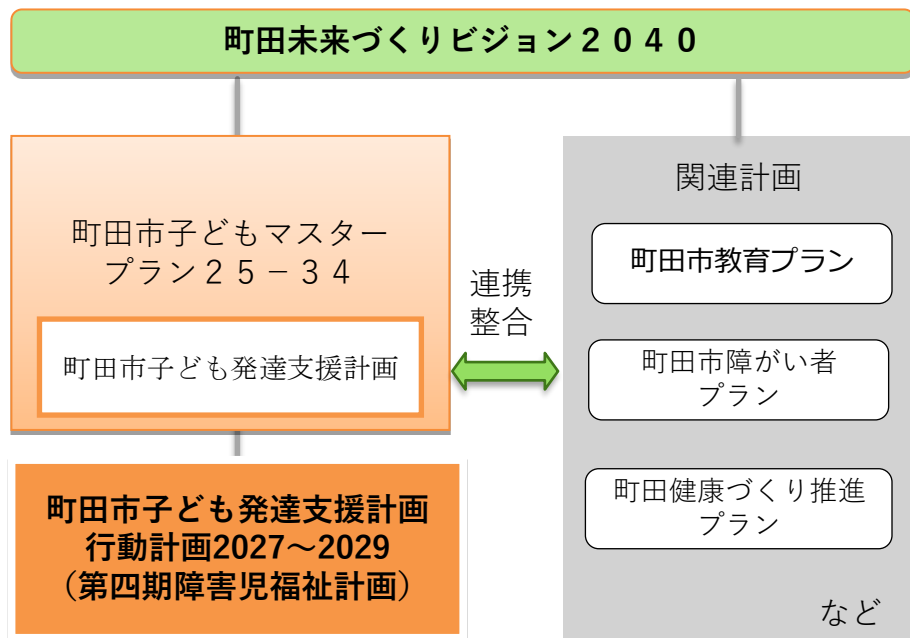 町田未来づくりビジョン２０４０
町田市子どもマスター
プラン２５－３４
町田市子ども発達支援計画
町田市子ども発達支援計画
行動計画2027～2029
（第四期障害児福祉計画）
連携
整合
関連計画
町田市教育プラン
町田市障がい者
プラン
町田健康づくり推進
プラン
など